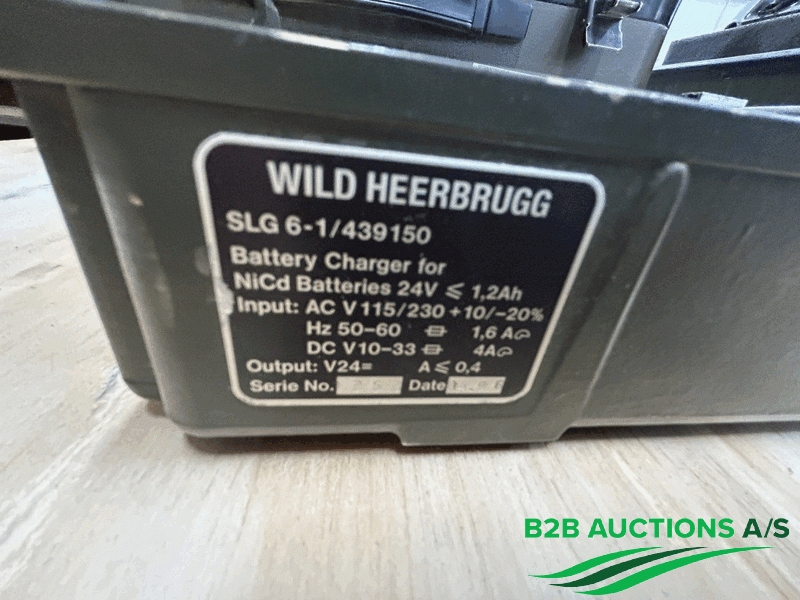 WILD HEERBRUGG
SLG 6-1/439150
Battery Charger for
NiCd Batteries 24V ≤ 1,2Ah
Input: AC V 115/230 +10/-20%
Hz 50-60 1,6 A
DC V10-33 4A
Output: V24= A ≤ 0,4
Serie No. Date
B2B AUCTIONS A/S